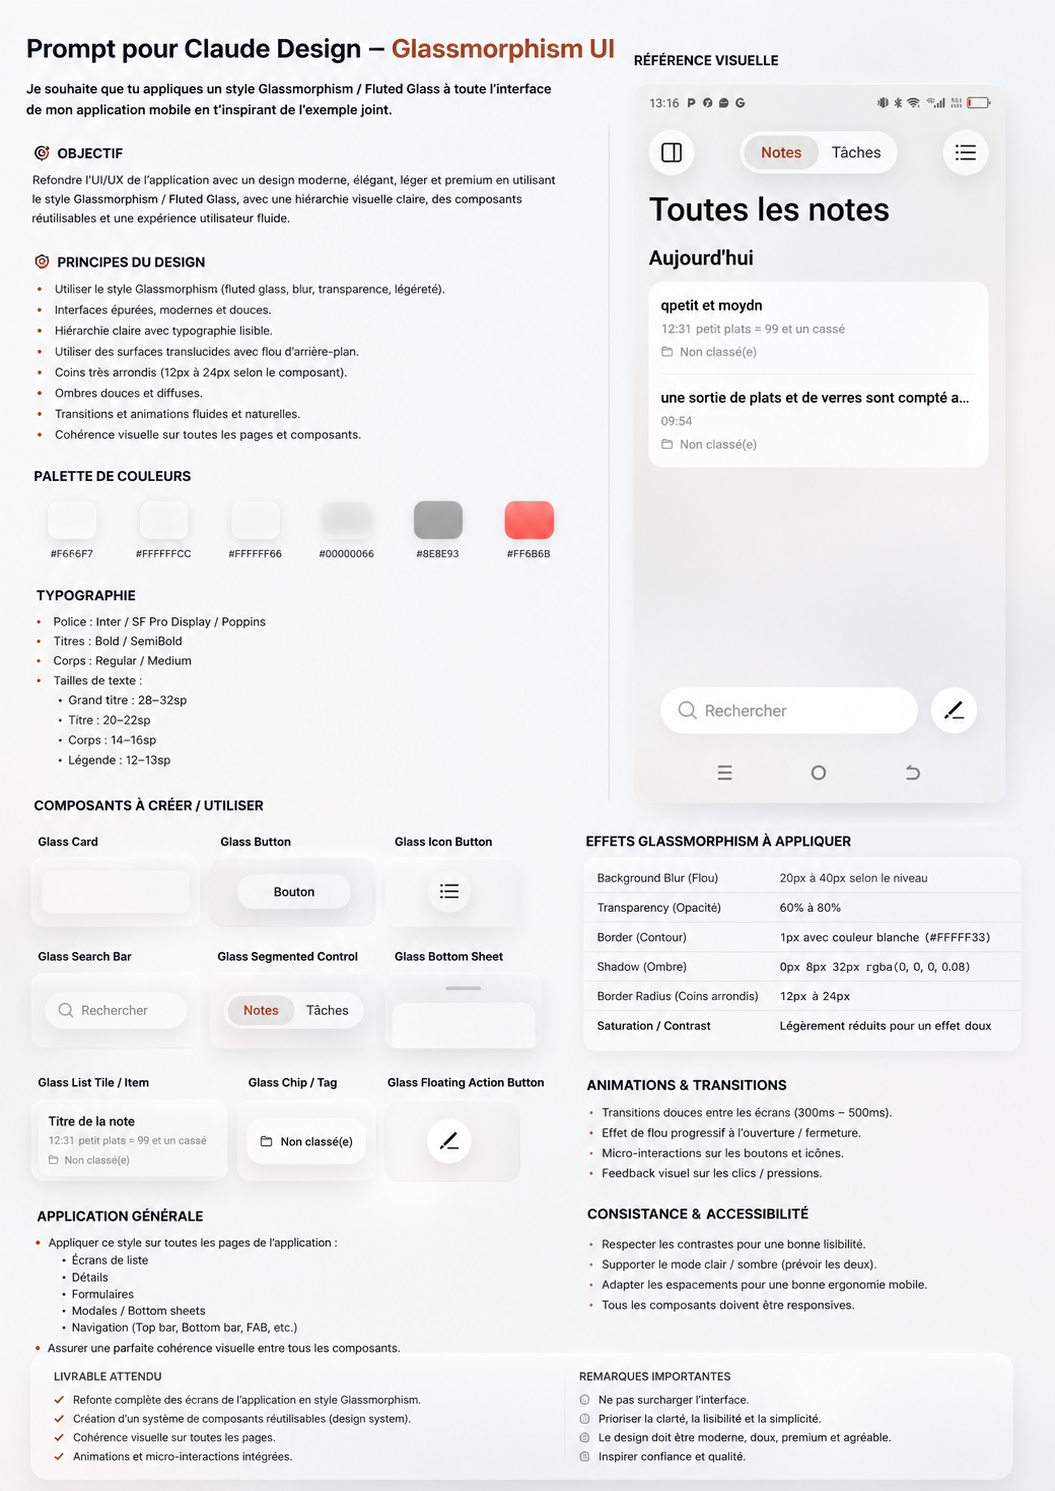 Prompt pour Claude Design – Glassmorphism UI
Je souhaite que tu appliques un style Glassmorphism / Fluted Glass à toute l'interface
de mon application mobile en t'inspirant de l'exemple joint.
OBJECTIF
Refondre l'UI/UX de l'application avec un design moderne, élégant, léger et premium en utilisant
le style Glassmorphism / Fluted Glass, avec une hiérarchie visuelle claire, des composants
réutilisables et une expérience utilisateur fluide.
PRINCIPES DU DESIGN
• Utiliser le style Glassmorphism (fluted glass, blur, transparence, légéreté).
• Interfaces épurées, modernes et douces.
• Hiérarchie claire avec typographie lisible.
• Utiliser des surfaces translucides avec flou d'arrière-plan.
• Coins très arrondis (12px à 24px selon le composant).
• Ombres douces et diffuses.
• Transitions et animations fluides et naturelles.
• Cohérence visuelle sur toutes les pages et composants.
PALETTE DE COULEURS
#F6F6F7 #FFFFFFCC #FFFFFF66 #00000066 #8E8E93 #FF6B6B
TYPOGRAPHIE
• Police : Inter / SF Pro Display / Poppins
• Titres : Bold / SemiBold
• Corps : Regular / Medium
• Tailles de texte :
• Grand titre : 28–32sp
• Titre : 20–22sp
• Corps : 14–16sp
• Légende : 12–13sp
RÉFÉRENCE VISUELLE
13:16 P G
Notes Tâches
Toutes les notes
Aujourd'hui
qpetit et moydn
12:31 petit plats = 99 et un cassé
Non classé(e)
une sortie de plats et de verres sont compté a...
09:54
Non classé(e)
Rechercher
COMPOSANTS À CRÉER / UTILISER
Glass Card Glass Button Glass Icon Button
Bouton
Glass Search Bar Glass Segmented Control Glass Bottom Sheet
Rechercher Notes Tâches
Glass List Tile / Item Glass Chip / Tag Glass Floating Action Button
Titre de la note
12:31 petit plats = 99 et un cassé
Non classé(e)
Non classé(e)
EFFETS GLASSMORPHISM À APPLIQUER
Background Blur (Flou) 20px à 40px selon le niveau
Transparency (Opacité) 60% à 80%
Border (Contour) 1px avec couleur blanche (#FFFFF33)
Shadow (Ombre) 0px 8px 32px rgba(0, 0, 0, 0.08)
Border Radius (Coins arrondis) 12px à 24px
Saturation / Contrast Légèrement réduits pour un effet doux
ANIMATIONS & TRANSITIONS
• Transitions douces entre les écrans (300ms – 500ms).
• Effet de flou progressif à l'ouverture / fermeture.
• Micro-interactions sur les boutons et icônes.
• Feedback visuel sur les clics / pressions.
CONSISTANCE & ACCESSIBILITÉ
• Respecter les contrastes pour une bonne lisibilité.
• Supporter le mode clair / sombre (prévoir les deux).
• Adapter les espacements pour une bonne ergonomie mobile.
• Tous les composants doivent être responsives.
APPLICATION GÉNÉRALE
• Appliquer ce style sur toutes les pages de l'application :
• Écrans de liste
• Détails
• Formulaires
• Modales / Bottom sheets
• Navigation (Top bar, Bottom bar, FAB, etc.)
• Assurer une parfaite cohérence visuelle entre tous les composants.
LIVRABLE ATTENDU
Refonte complète des écrans de l'application en style Glassmorphism.
Création d'un système de composants réutilisables (design system).
Cohérence visuelle sur toutes les pages.
Animations et micro-interactions intégrées.
REMARQUES IMPORTANTES
Ne pas surcharger l'interface.
Prioriser la clarté, la lisibilité et la simplicité.
Le design doit être moderne, doux, premium et agréable.
Inspirer confiance et qualité.